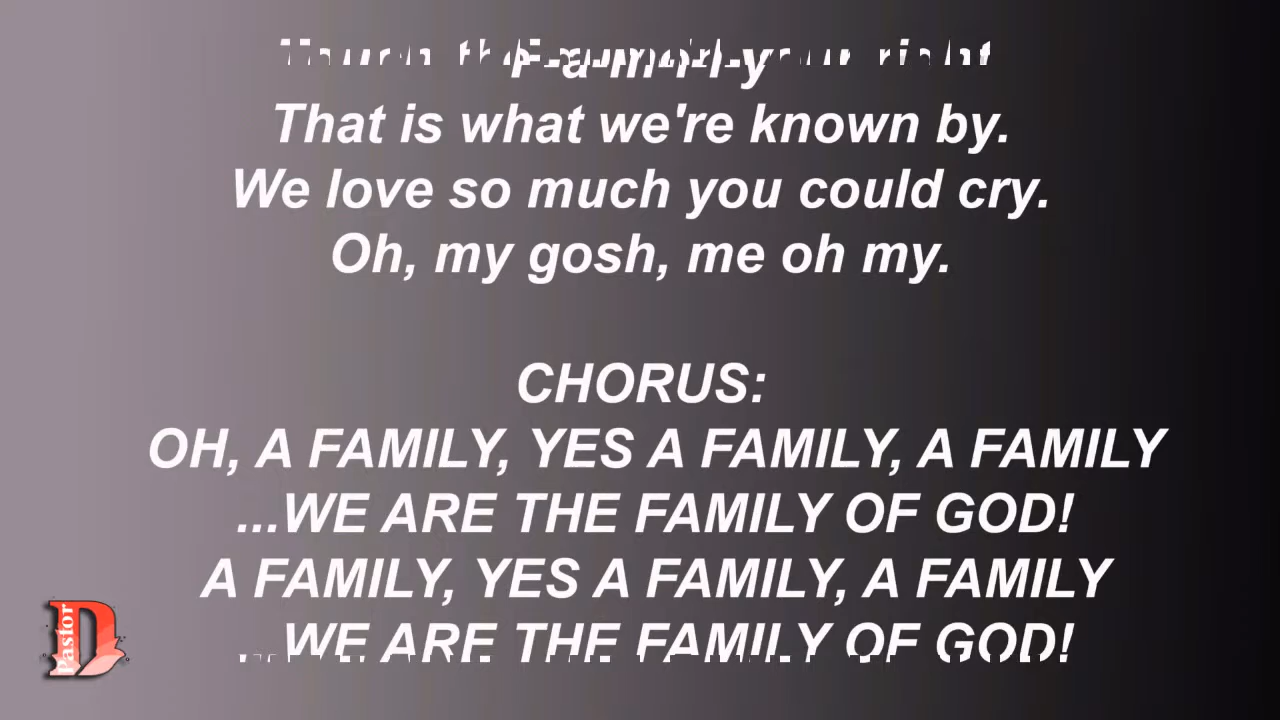 F-a-m-i-l-y
That is what we're known by.
We love so much you could cry.
Oh, my gosh, me oh my.
CHORUS:
OH, A FAMILY, YES A FAMILY, A FAMILY
...WE ARE THE FAMILY OF GOD!
A FAMILY, YES A FAMILY, A FAMILY
...WE ARE THE FAMILY OF GOD!
Pastor D